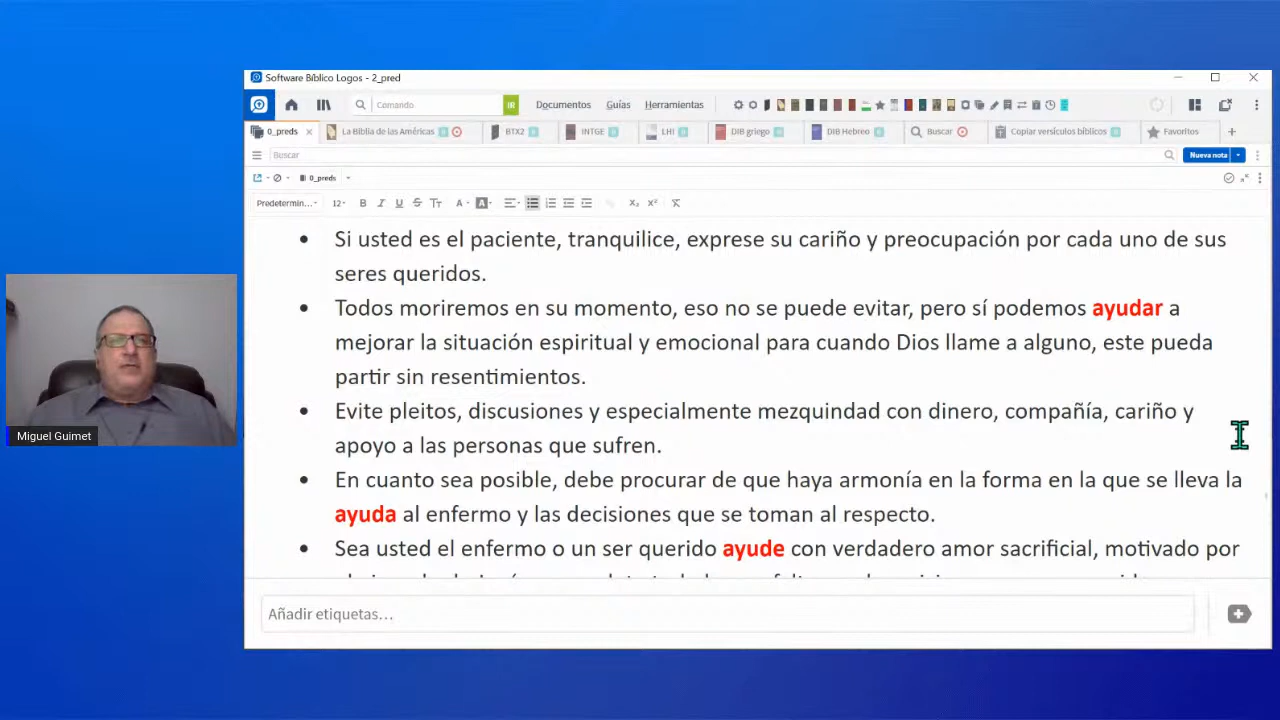 Software Bíblico Logos - 2_pred
Comando
IR
Documentos
Guías
Herramientas
0_preds
La Biblia de las Américas
BTX2
INTGE
LHI
DIB griego
DIB Hebreo
Buscar
Copiar versículos bíblicos
Favoritos
Buscar
Nueva nota
0_preds
Predetermin...
12
Si usted es el paciente, tranquilice, exprese su cariño y preocupación por cada uno de sus
seres queridos.
Todos moriremos en su momento, eso no se puede evitar, pero sí podemos ayudar a
mejorar la situación espiritual y emocional para cuando Dios llame a alguno, este pueda
partir sin resentimientos.
Evite pleitos, discusiones y especialmente mezquindad con dinero, compañía, cariño y
apoyo a las personas que sufren.
Miguel Guimet
En cuanto sea posible, debe procurar de que haya armonía en la forma en la que se lleva la
ayuda al enfermo y las decisiones que se toman al respecto.
Sea usted el enfermo o un ser querido ayude con verdadero amor sacrificial, motivado por
Añadir etiquetas...